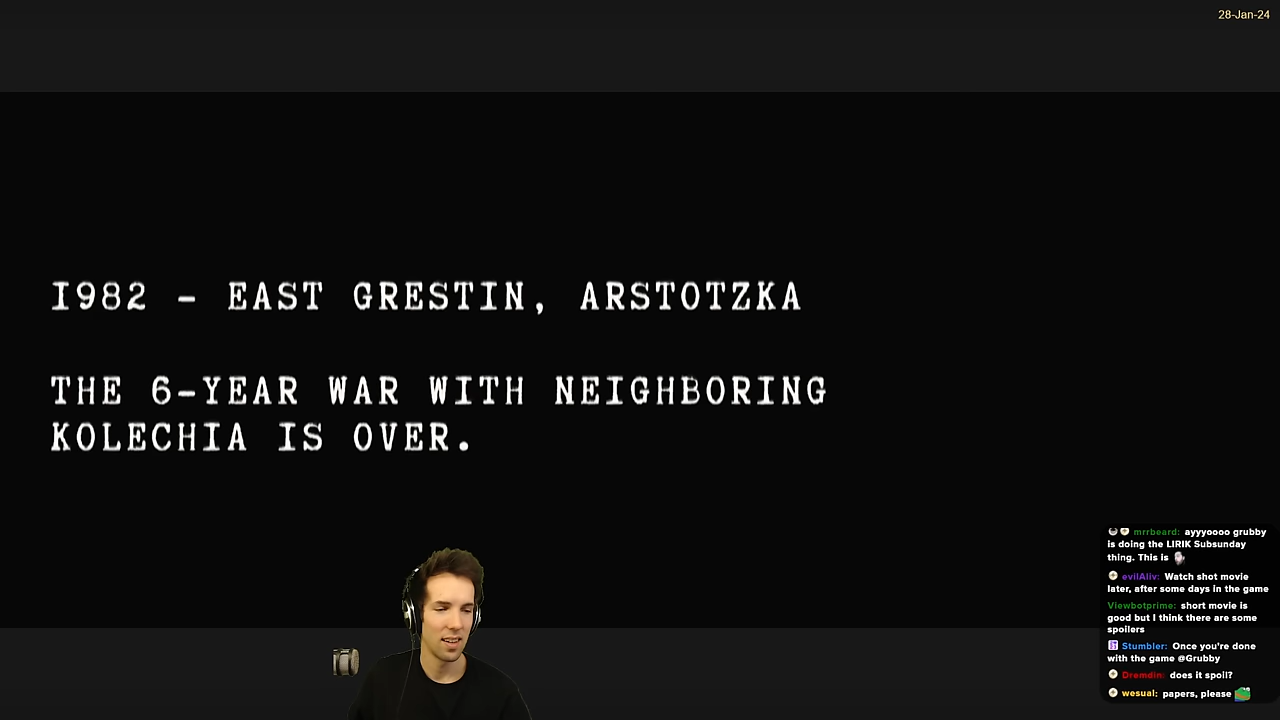 28-Jan-24
1982 - EAST GRESTIN, ARSTOTZKA
THE 6-YEAR WAR WITH NEIGHBORING
KOLECHIA IS OVER.
mrrbeard: ayyyoooo grubby
is doing the LIRIK Subsunday
thing. This is
evilAliv: Watch shot movie
later, after some days in the game
Viewbotprime: short movie is
good but I think there are some
spoilers
Stumbler: Once you're done
with the game @Grubby
Dremdin: does it spoil?
wesual: papers, please